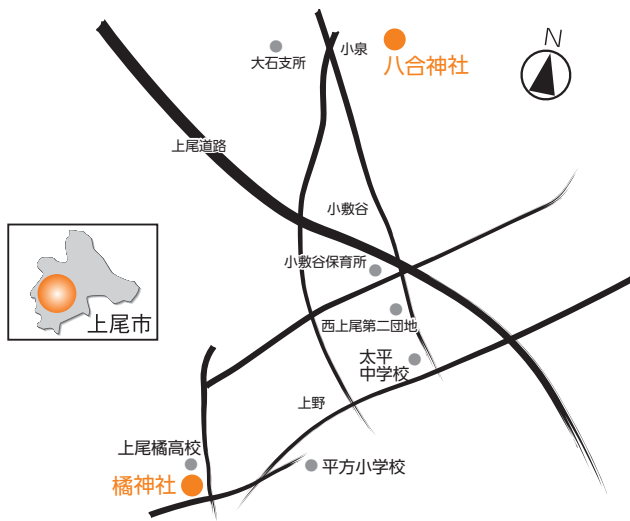 N
小泉
大石支所
八合神社
上尾道路
小敷谷
小敷谷保育所
上尾市
西上尾第二団地
太平
中学校
上野
上尾橘高校
平方小学校
橘神社